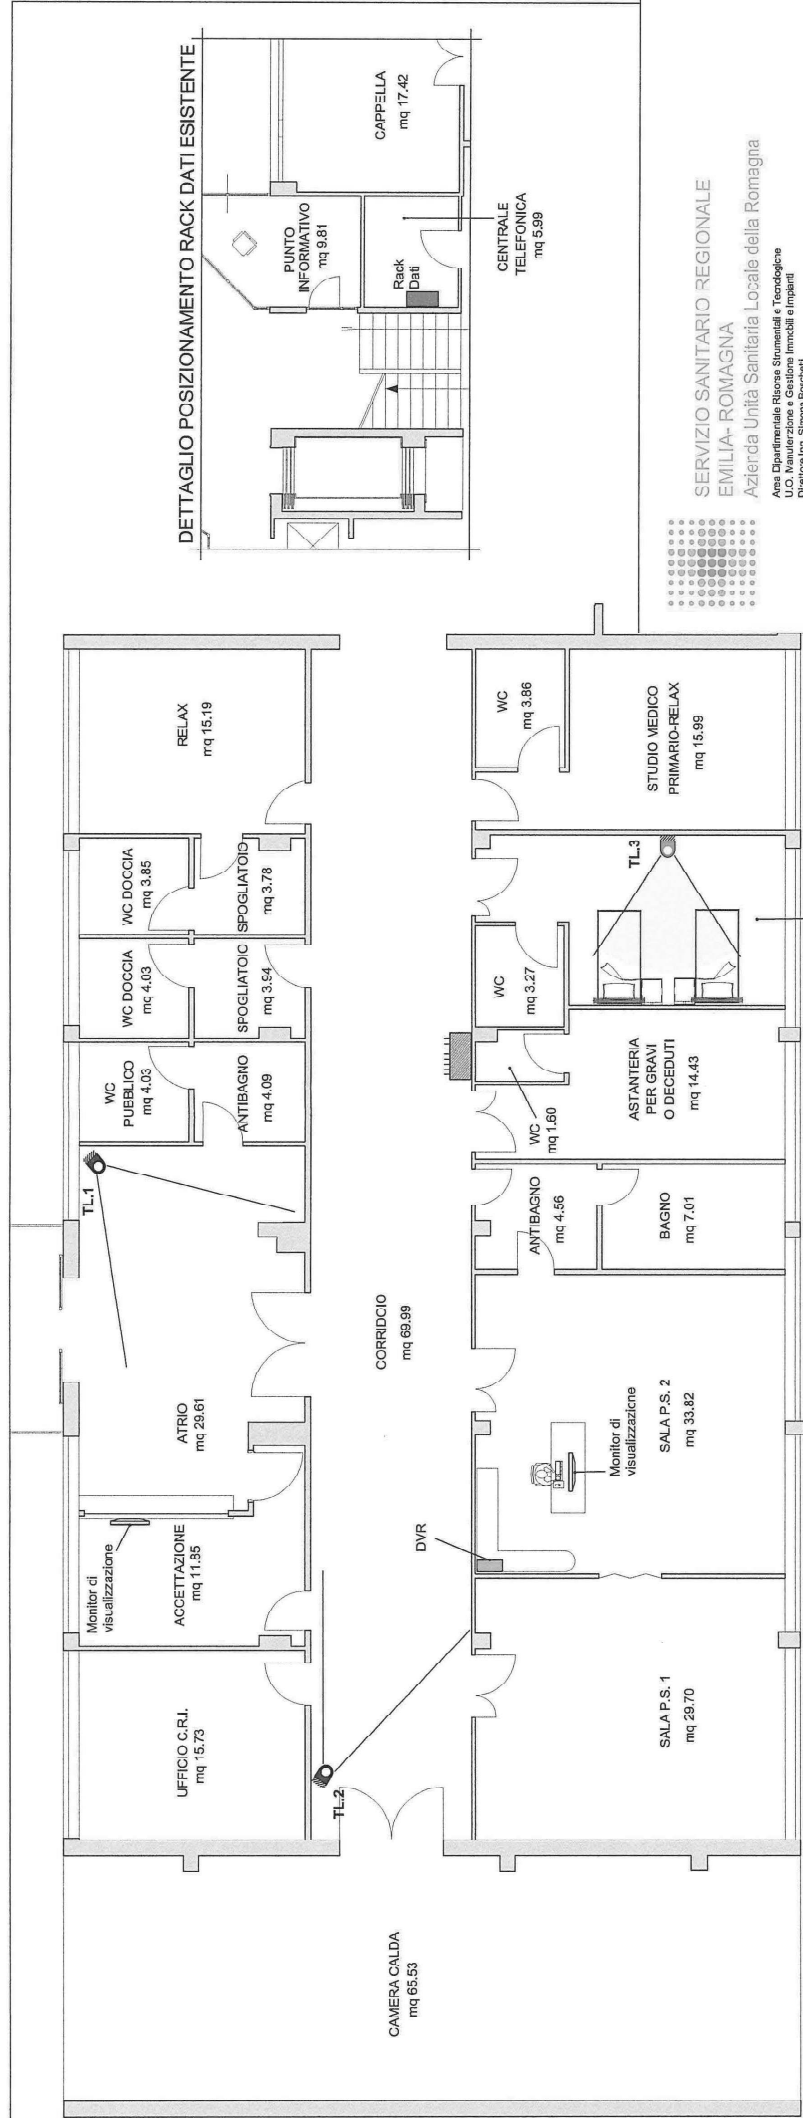 DETTAGLIO POSIZIONAMENTO RACK DATI ESISTENTE
CAPPELLA
mq 17.42
PUNTO
INFORMATIVO
mq 9.81
Rack
Dati
CENTRALE
TELEFONICA
mq 5.99
SERVIZIO SANITARIO REGIONALE
EMILIA- ROMAGNA
Azienda Unità Sanitaria Locale della Romagna
Area Dipartimentale Risorse Strumentali e Tecnologiche
U.O. Manutenzione e Gestione Immobili e Impianti
RELAX
mq 15.19
WC DOCCIA
mq 3.85
SPOGLIATOIO
mq 3.78
WC DOCCIA
mq 4.03
SPOGLIATOIO
mq 3.94
WC
PUBBLICO
mq 4.03
ANTIBAGNO
mq 4.09
TL.1
ATRIO
mq 29.61
Monitor di
visualizzazione
ACCETTAZIONE
mq 11.85
UFFICIO C.R.I.
mq 15.73
TL.2
CORRIDOIO
mq 69.99
WC
mq 3.86
STUDIO MEDICO
PRIMARIO-RELAX
mq 15.99
TL.3
WC
mq 3.27
WC
mq 1.60
ASTANTERIA
PER GRAVI
O DECEDUTI
mq 14.43
ANTIBAGNO
mq 4.56
BAGNO
mq 7.01
Monitor di
visualizzazione
SALA P.S. 2
mq 33.82
DVR
SALA P.S. 1
mq 29.70
CAMERA CALDA
mq 65.53